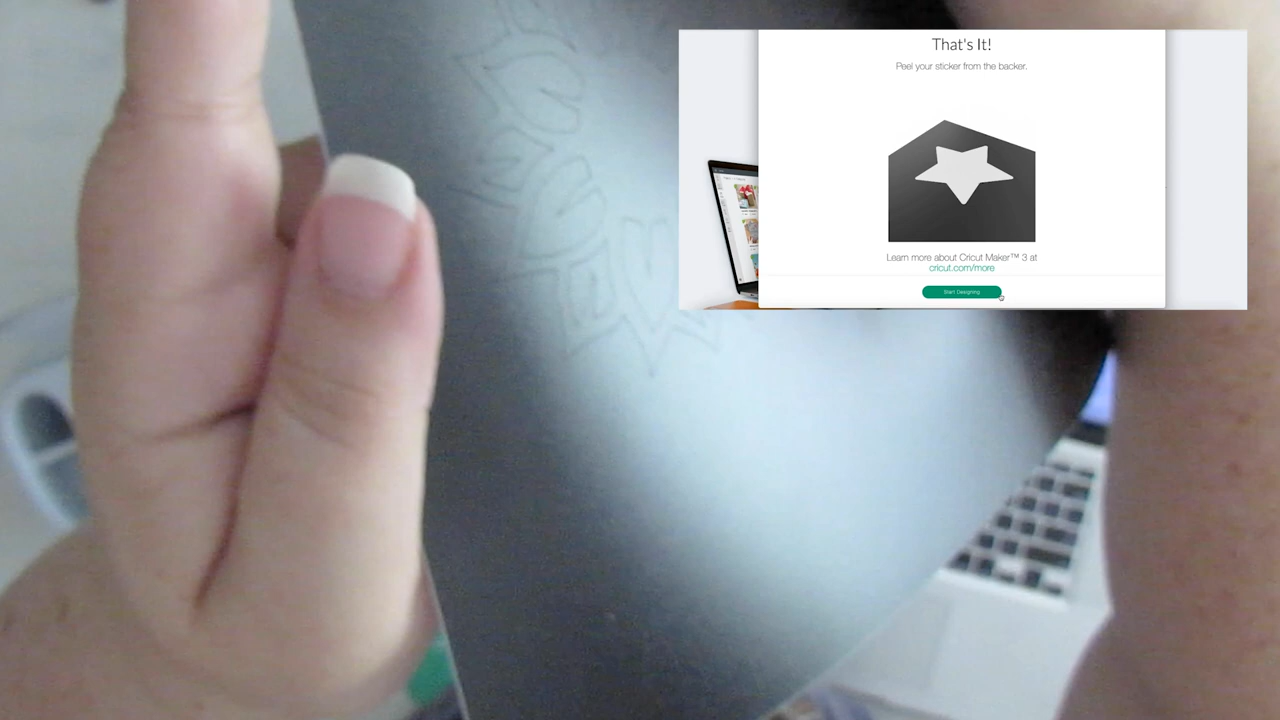 That's It!
Peel your sticker from the backer.
Learn more about Cricut Maker™ 3 at
cricut.com/more
Start Designing